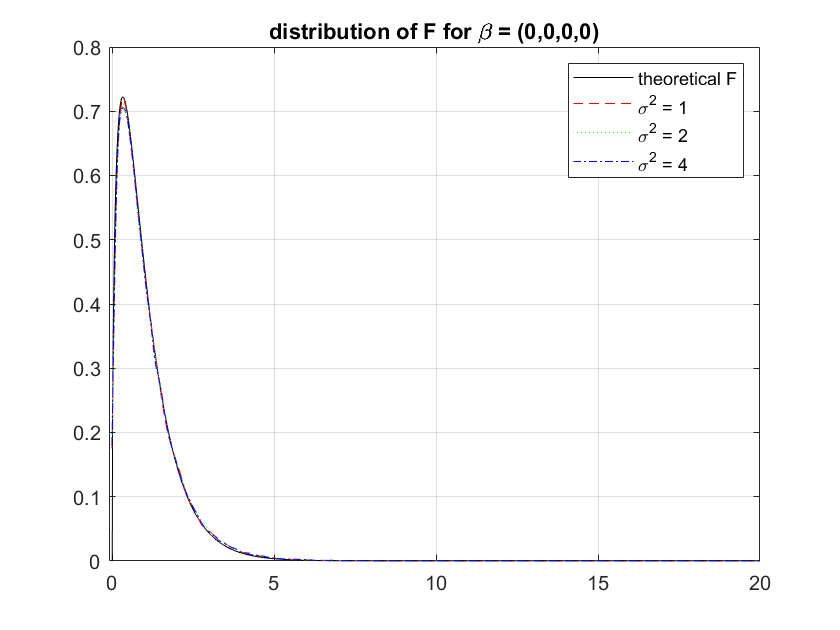 distribution of F for β = (0,0,0,0)
0.8
0.7
0.6
0.5
0.4
0.3
0.2
0.1
0
0
5
10
15
20
theoretical F
σ² = 1
σ² = 2
σ² = 4